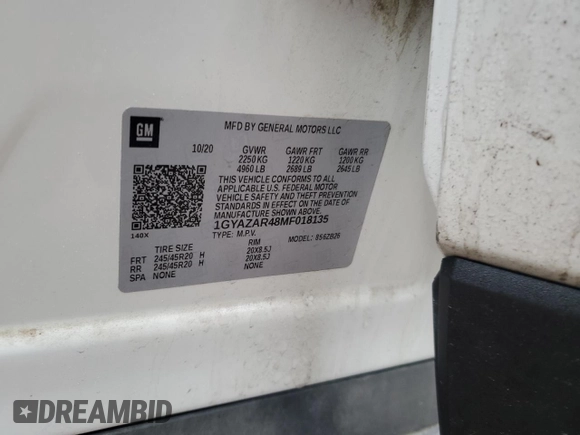 GM
MFD BY GENERAL MOTORS LLC
10/20 GVWR GAWR FRT GAWR RR
2250 KG 1220 KG 1200 KG
4960 LB 2689 LB 2645 LB
THIS VEHICLE CONFORMS TO ALL
APPLICABLE U.S. FEDERAL MOTOR
VEHICLE SAFETY AND THEFT PREVENTION
STANDARDS IN EFFECT ON THE DATE OF
MANUFACTURE SHOWN ABOVE.
1GYAZAR48MF018135
140X
TYPE: M.P.V. MODEL: 6SGZB26
TIRE SIZE RIM
FRT 245/45R20 H 20X8.5J
RR 245/45R20 H 20X8.5J
SPA NONE NONE
DREAMBID